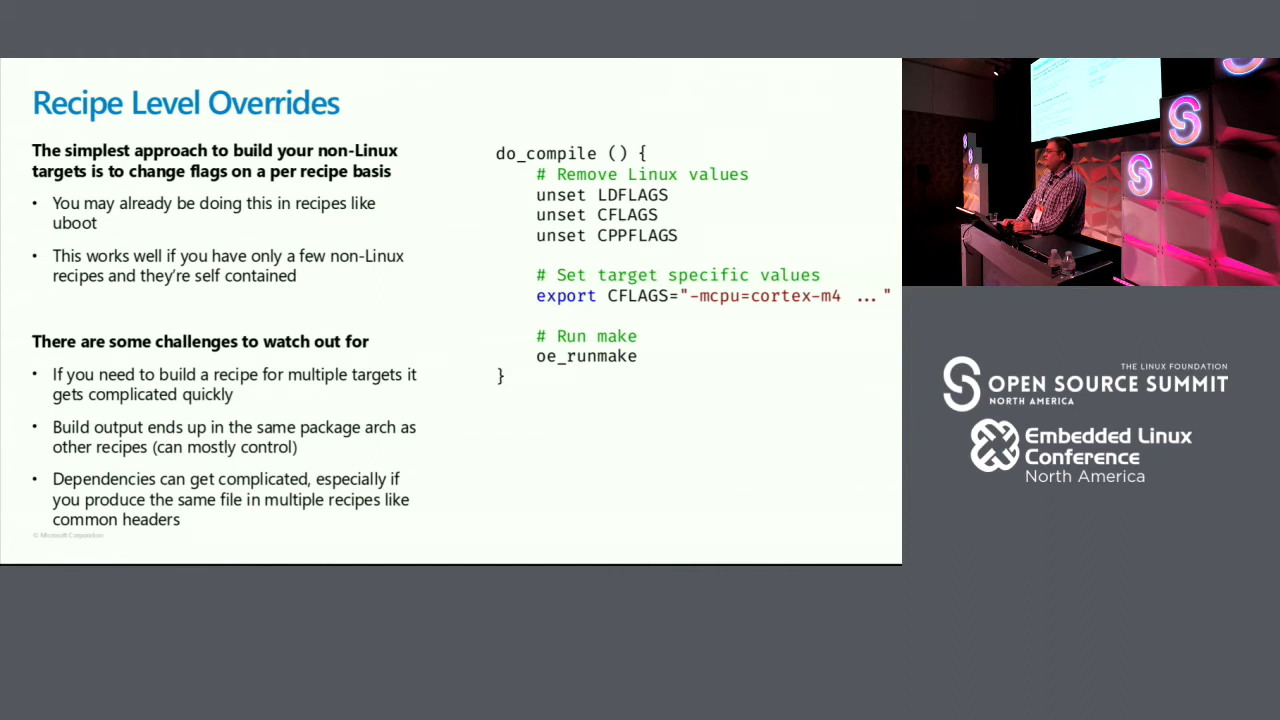 Recipe Level Overrides
The simplest approach to build your non-Linux
targets is to change flags on a per recipe basis
• You may already be doing this in recipes like
uboot
• This works well if you have only a few non-Linux
recipes and they're self contained
There are some challenges to watch out for
• If you need to build a recipe for multiple targets it
gets complicated quickly
• Build output ends up in the same package arch as
other recipes (can mostly control)
• Dependencies can get complicated, especially if
you produce the same file in multiple recipes like
common headers
© Microsoft Corporation
do_compile () {
# Remove Linux values
unset LDFLAGS
unset CFLAGS
unset CPPFLAGS
# Set target specific values
export CFLAGS="-mcpu=cortex-m4 ..."
# Run make
oe_runmake
}
THE LINUX FOUNDATION
OPEN SOURCE SUMMIT
NORTH AMERICA
Embedded Linux
Conference
North America